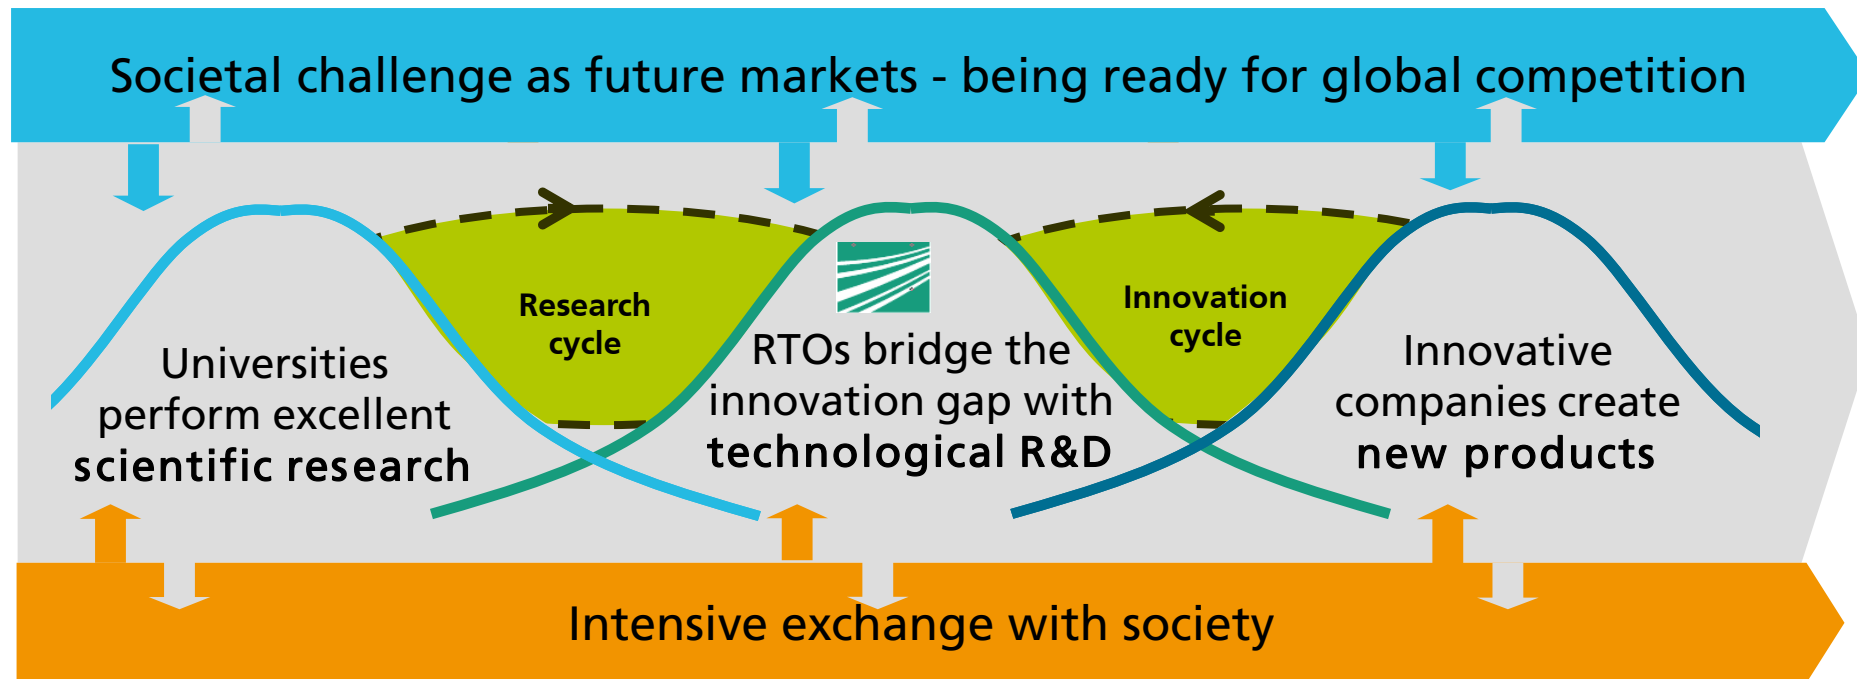 Societal challenge as future markets - being ready for global competition
Research
cycle
Innovation
cycle
Universities
perform excellent
scientific research
RTOs bridge the
innovation gap with
technological R&D
Innovative
companies create
new products
Intensive exchange with society